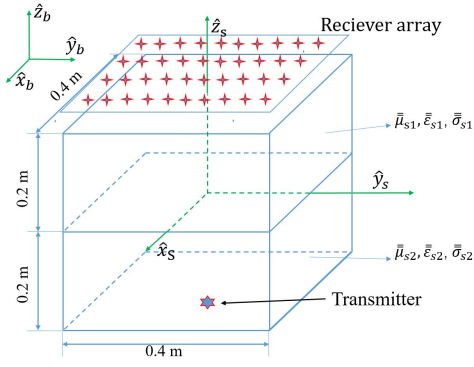 ẑ_b
ŷ_b
x̂_b
ẑ_s
Reciever array
0.4 m
μ̿_s1, ε̿_s1, σ̿_s1
0.2 m
ŷ_s
x̂_s
μ̿_s2, ε̿_s2, σ̿_s2
0.2 m
Transmitter
0.4 m